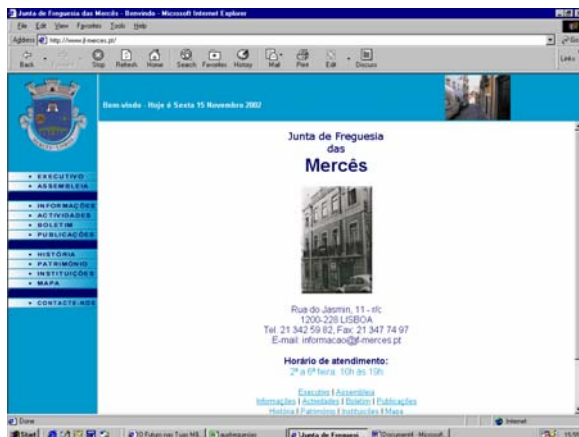 Junta de Freguesia das Mercês - Benvindo - Microsoft Internet Explorer
File Edit View Favorites Tools Help
Address http://www.jf-merces.pt/ Go
Back Stop Refresh Home Search Favorites History Mail Print Edit Discuss Links
Bem-vindo - Hoje é Sexta 15 Novembro 2002
Junta de Freguesia
das
Mercês
• EXECUTIVO
• ASSEMBLEIA
• INFORMAÇÕES
• ACTIVIDADES
• BOLETIM
• PUBLICAÇÕES
• HISTÓRIA
• PATRIMÓNIO
• INSTITUIÇÕES
• MAPA
• CONTACTE-NOS
Rua do Jasmin, 11 - r/c
1200-228 LISBOA
Tel. 21 342 59 82, Fax: 21 347 74 97
E-mail: informacao@jf-merces.pt
Horário de atendimento:
2ª a 6ª feira: 10h às 19h.
Executivo | Assembleia
Informações | Actividades | Boletim | Publicações
História | Património | Instituições | Mapa
Done Internet
Start Junta de Freguesi... Document4 - Microsoft...